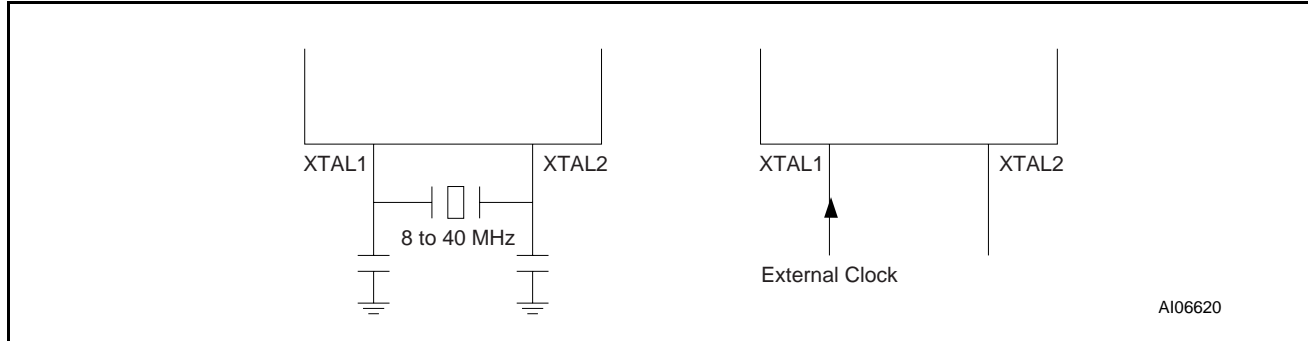 XTAL1 XTAL2
8 to 40 MHz
XTAL1 XTAL2
External Clock
AI06620